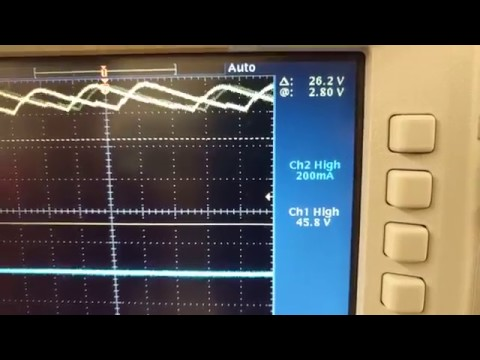 Auto
Δ: 26.2 V
@: 2.80 V
Ch2 High
200mA
Ch1 High
45.8 V